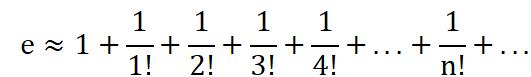 e ≈ 1 + 1/1! + 1/2! + 1/3! + 1/4! + … + 1/n! + …